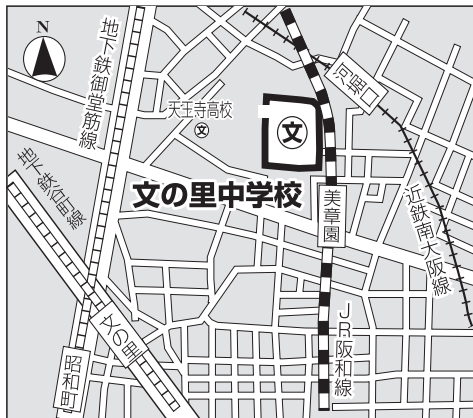 N
地下鉄御堂筋線
天王寺高校
文
文
河堀口
地下鉄谷町線
文の里中学校
美章園
近鉄南大阪線
文の里
昭和町
JR阪和線